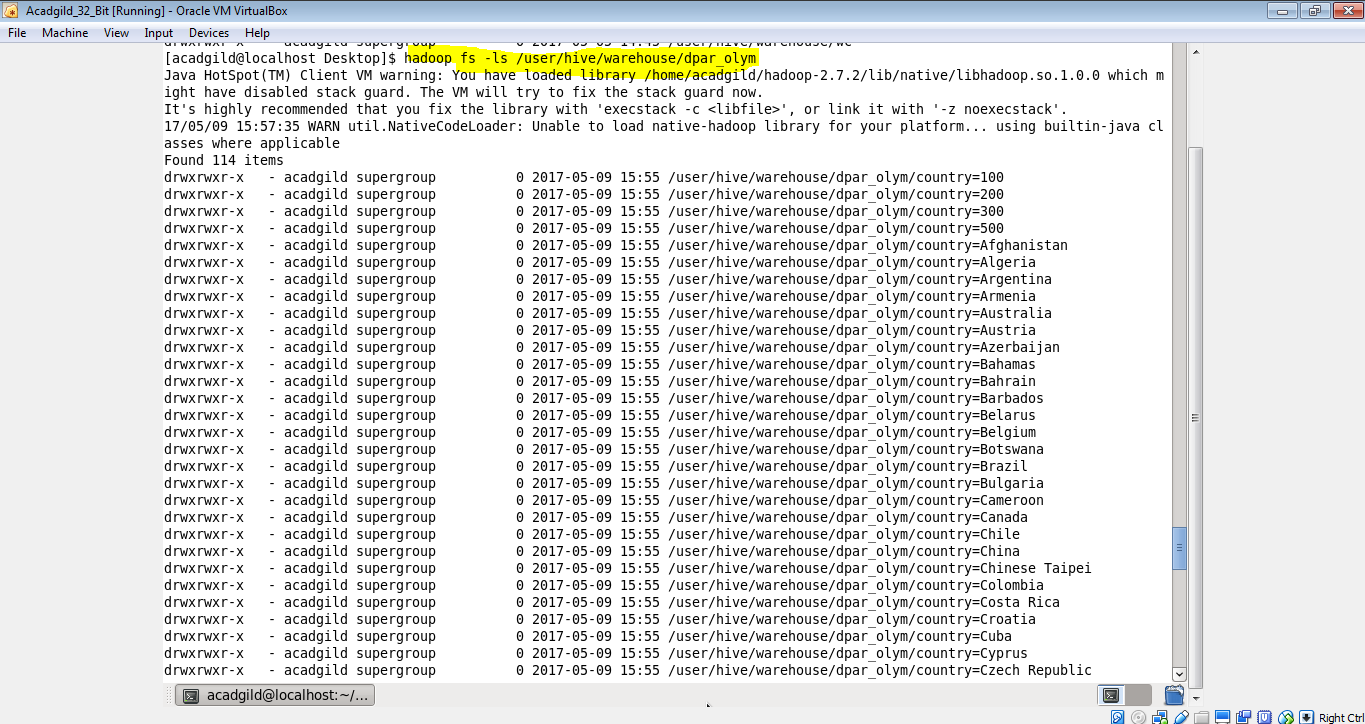 Acadgild_32_Bit [Running] - Oracle VM VirtualBox
File Machine View Input Devices Help
drwxrwxr-x - acadgild supergroup 0 2017-05-05 14:45 /user/hive/warehouse/wc
[acadgild@localhost Desktop]$ hadoop fs -ls /user/hive/warehouse/dpar_olym
Java HotSpot(TM) Client VM warning: You have loaded library /home/acadgild/hadoop-2.7.2/lib/native/libhadoop.so.1.0.0 which m
ight have disabled stack guard. The VM will try to fix the stack guard now.
It's highly recommended that you fix the library with 'execstack -c <libfile>', or link it with '-z noexecstack'.
17/05/09 15:57:35 WARN util.NativeCodeLoader: Unable to load native-hadoop library for your platform... using builtin-java cl
asses where applicable
Found 114 items
drwxrwxr-x - acadgild supergroup 0 2017-05-09 15:55 /user/hive/warehouse/dpar_olym/country=100
drwxrwxr-x - acadgild supergroup 0 2017-05-09 15:55 /user/hive/warehouse/dpar_olym/country=200
drwxrwxr-x - acadgild supergroup 0 2017-05-09 15:55 /user/hive/warehouse/dpar_olym/country=300
drwxrwxr-x - acadgild supergroup 0 2017-05-09 15:55 /user/hive/warehouse/dpar_olym/country=500
drwxrwxr-x - acadgild supergroup 0 2017-05-09 15:55 /user/hive/warehouse/dpar_olym/country=Afghanistan
drwxrwxr-x - acadgild supergroup 0 2017-05-09 15:55 /user/hive/warehouse/dpar_olym/country=Algeria
drwxrwxr-x - acadgild supergroup 0 2017-05-09 15:55 /user/hive/warehouse/dpar_olym/country=Argentina
drwxrwxr-x - acadgild supergroup 0 2017-05-09 15:55 /user/hive/warehouse/dpar_olym/country=Armenia
drwxrwxr-x - acadgild supergroup 0 2017-05-09 15:55 /user/hive/warehouse/dpar_olym/country=Australia
drwxrwxr-x - acadgild supergroup 0 2017-05-09 15:55 /user/hive/warehouse/dpar_olym/country=Austria
drwxrwxr-x - acadgild supergroup 0 2017-05-09 15:55 /user/hive/warehouse/dpar_olym/country=Azerbaijan
drwxrwxr-x - acadgild supergroup 0 2017-05-09 15:55 /user/hive/warehouse/dpar_olym/country=Bahamas
drwxrwxr-x - acadgild supergroup 0 2017-05-09 15:55 /user/hive/warehouse/dpar_olym/country=Bahrain
drwxrwxr-x - acadgild supergroup 0 2017-05-09 15:55 /user/hive/warehouse/dpar_olym/country=Barbados
drwxrwxr-x - acadgild supergroup 0 2017-05-09 15:55 /user/hive/warehouse/dpar_olym/country=Belarus
drwxrwxr-x - acadgild supergroup 0 2017-05-09 15:55 /user/hive/warehouse/dpar_olym/country=Belgium
drwxrwxr-x - acadgild supergroup 0 2017-05-09 15:55 /user/hive/warehouse/dpar_olym/country=Botswana
drwxrwxr-x - acadgild supergroup 0 2017-05-09 15:55 /user/hive/warehouse/dpar_olym/country=Brazil
drwxrwxr-x - acadgild supergroup 0 2017-05-09 15:55 /user/hive/warehouse/dpar_olym/country=Bulgaria
drwxrwxr-x - acadgild supergroup 0 2017-05-09 15:55 /user/hive/warehouse/dpar_olym/country=Cameroon
drwxrwxr-x - acadgild supergroup 0 2017-05-09 15:55 /user/hive/warehouse/dpar_olym/country=Canada
drwxrwxr-x - acadgild supergroup 0 2017-05-09 15:55 /user/hive/warehouse/dpar_olym/country=Chile
drwxrwxr-x - acadgild supergroup 0 2017-05-09 15:55 /user/hive/warehouse/dpar_olym/country=China
drwxrwxr-x - acadgild supergroup 0 2017-05-09 15:55 /user/hive/warehouse/dpar_olym/country=Chinese Taipei
drwxrwxr-x - acadgild supergroup 0 2017-05-09 15:55 /user/hive/warehouse/dpar_olym/country=Colombia
drwxrwxr-x - acadgild supergroup 0 2017-05-09 15:55 /user/hive/warehouse/dpar_olym/country=Costa Rica
drwxrwxr-x - acadgild supergroup 0 2017-05-09 15:55 /user/hive/warehouse/dpar_olym/country=Croatia
drwxrwxr-x - acadgild supergroup 0 2017-05-09 15:55 /user/hive/warehouse/dpar_olym/country=Cuba
drwxrwxr-x - acadgild supergroup 0 2017-05-09 15:55 /user/hive/warehouse/dpar_olym/country=Cyprus
drwxrwxr-x - acadgild supergroup 0 2017-05-09 15:55 /user/hive/warehouse/dpar_olym/country=Czech Republic
acadgild@localhost:~/...
Right Ctrl